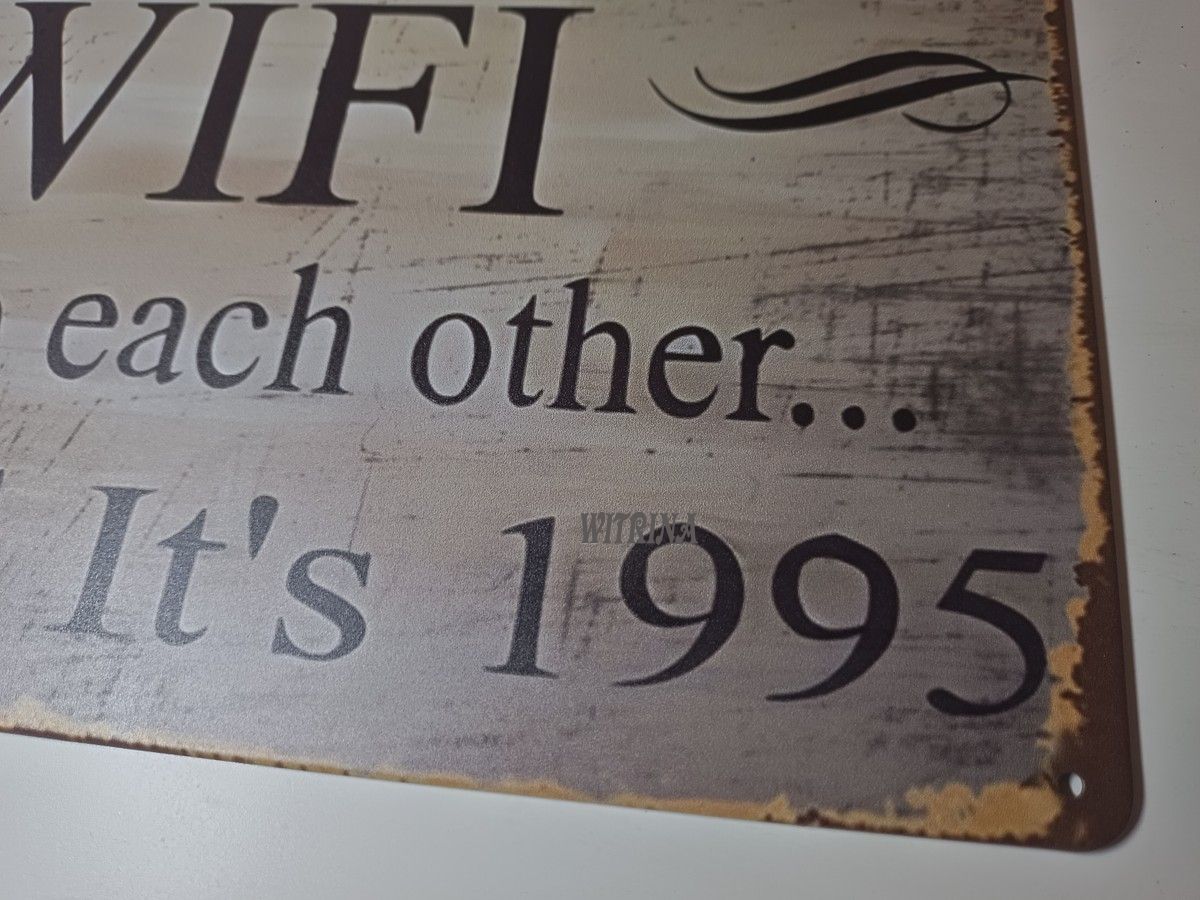 WIFI
each other...
It's 1995
WITRINA